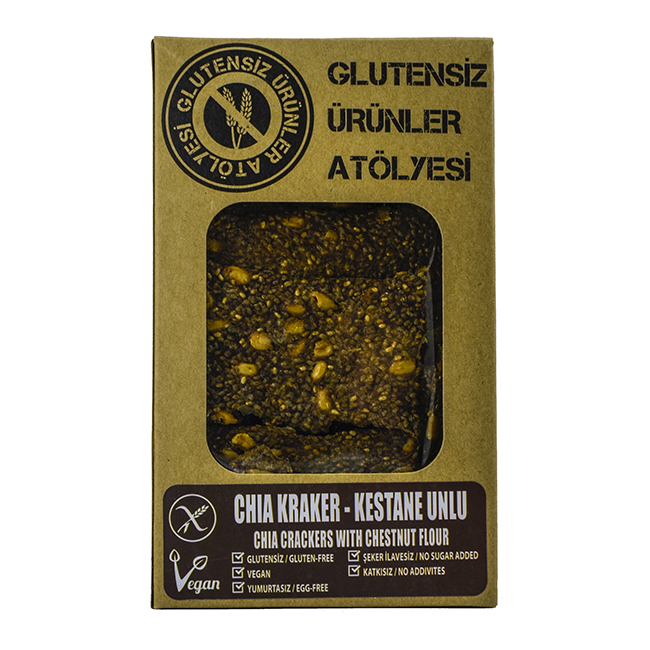 GLUTENSİZ ÜRÜNLER ATÖLYESİ
GLUTENSİZ
ÜRÜNLER
ATÖLYESİ
CHIA KRAKER - KESTANE UNLU
CHIA CRACKERS WITH CHESTNUT FLOUR
GLUTENSİZ / GLUTEN-FREE
ŞEKER İLAVESİZ / NO SUGAR ADDED
VEGAN
KATKISIZ / NO ADDIVITES
YUMURTASIZ / EGG-FREE
Vegan